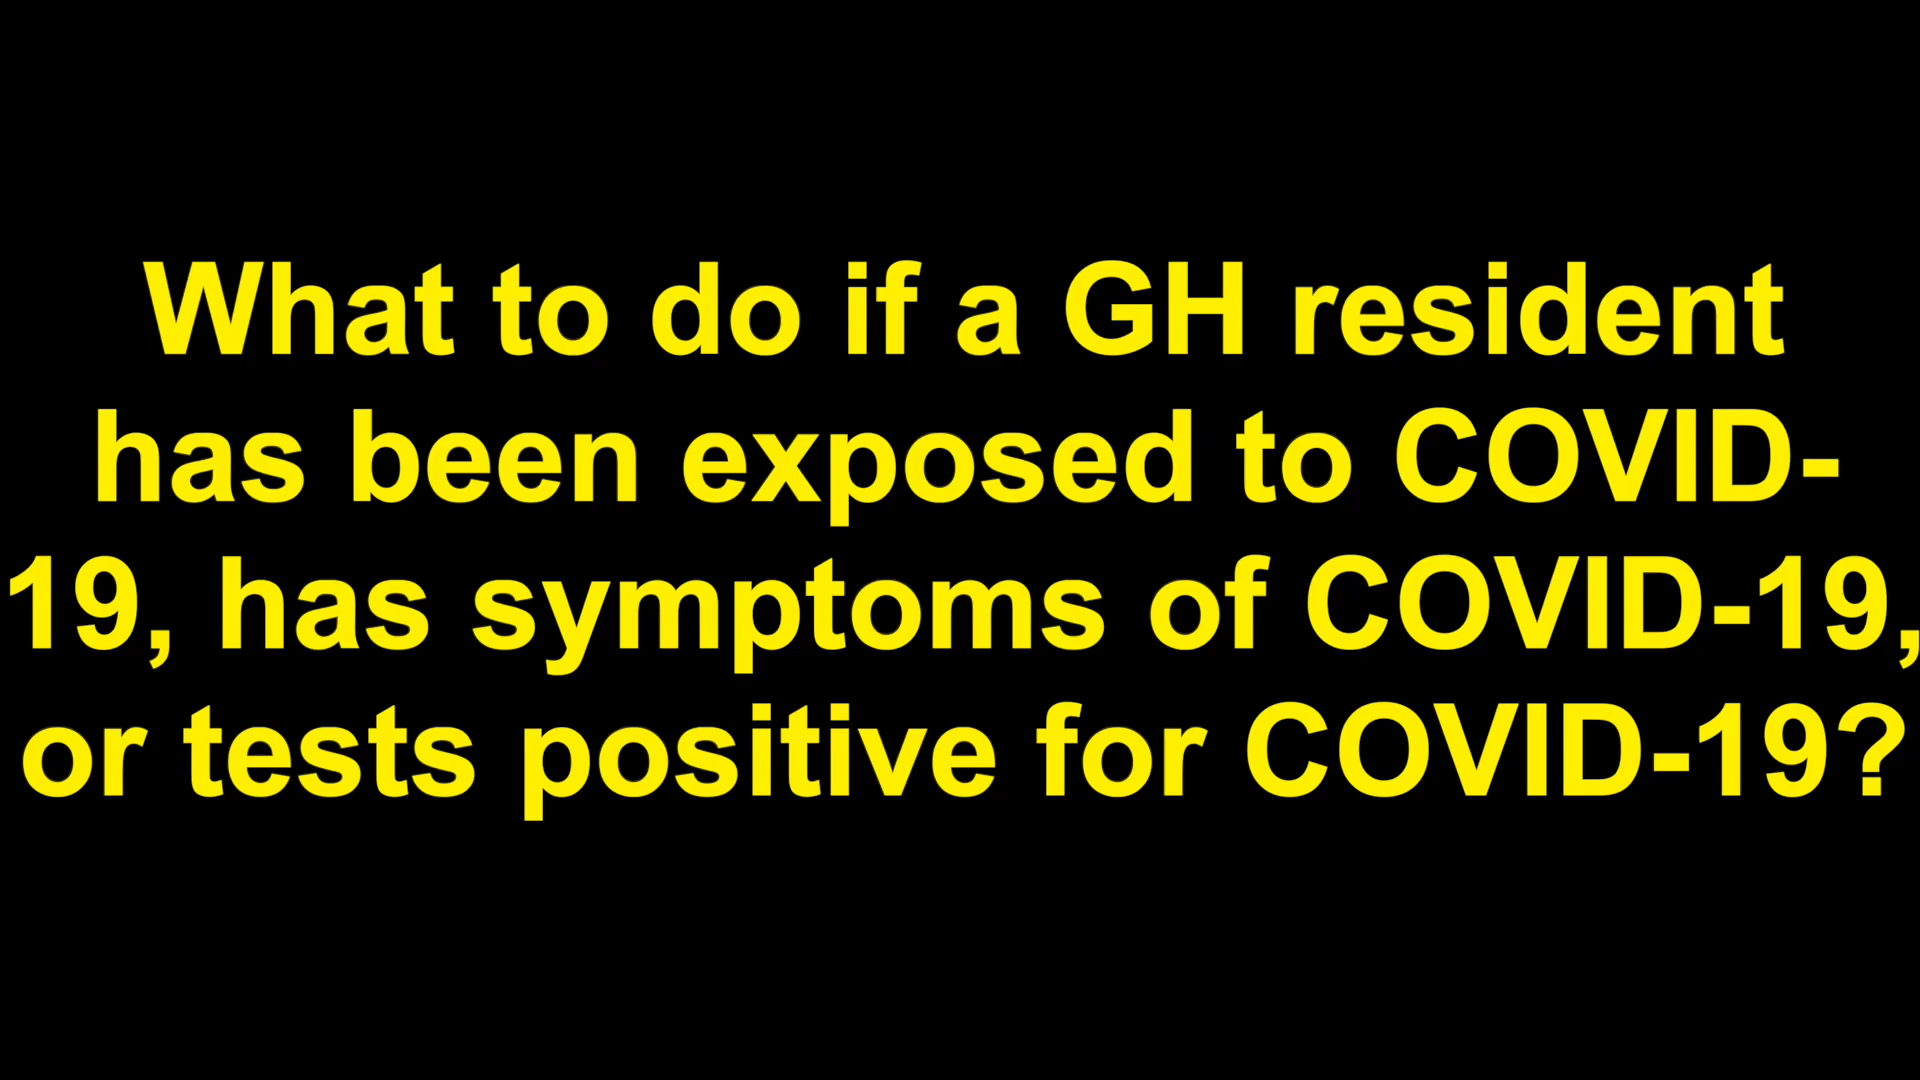 What to do if a GH resident
has been exposed to COVID-
19, has symptoms of COVID-19,
or tests positive for COVID-19?